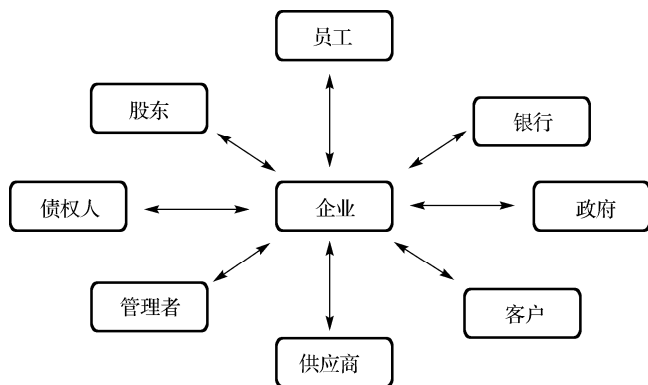 员工
股东
银行
债权人
企业
政府
管理者
客户
供应商